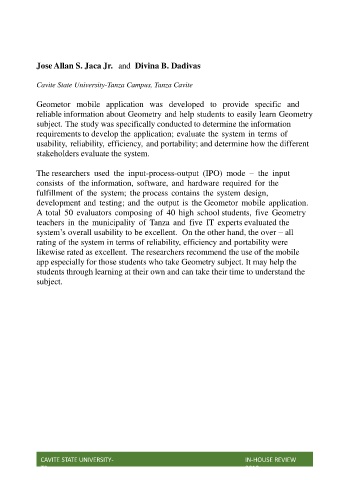 Jose Allan S. Jaca Jr. and Divina B. Dadivas
Cavite State University-Tanza Campus, Tanza Cavite
Geometor mobile application was developed to provide specific and
reliable information about Geometry and help students to easily learn Geometry
subject. The study was specifically conducted to determine the information
requirements to develop the application; evaluate the system in terms of
usability, reliability, efficiency, and portability; and determine how the different
stakeholders evaluate the system.
The researchers used the input-process-output (IPO) mode – the input
consists of the information, software, and hardware required for the
fulfillment of the system; the process contains the system design,
development and testing; and the output is the Geometor mobile application.
A total 50 evaluators composing of 40 high school students, five Geometry
teachers in the municipality of Tanza and five IT experts evaluated the
system's overall usability to be excellent. On the other hand, the over – all
rating of the system in terms of reliability, efficiency and portability were
likewise rated as excellent. The researchers recommend the use of the mobile
app especially for those students who take Geometry subject. It may help the
students through learning at their own and can take their time to understand the
subject.
CAVITE STATE UNIVERSITY- IN-HOUSE REVIEW